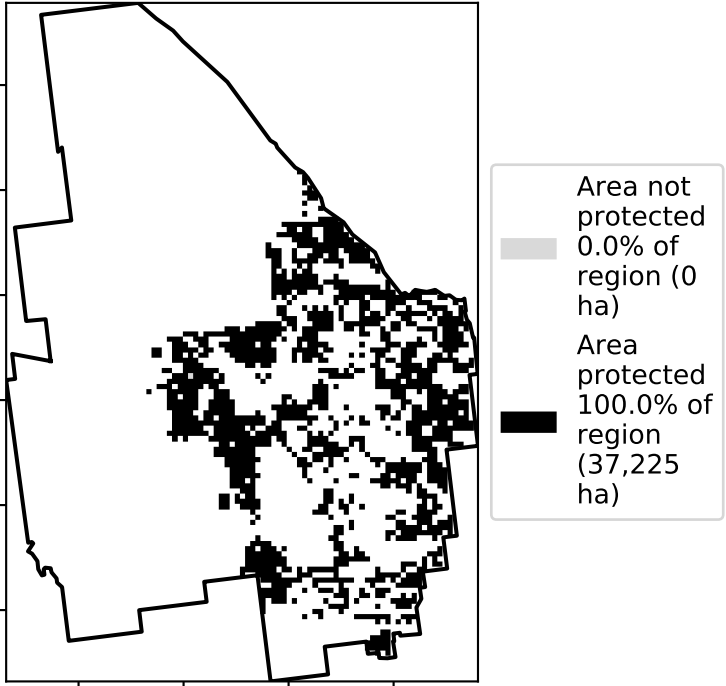 Area not
protected
0.0% of
region (0
ha)
Area
protected
100.0% of
region
(37,225
ha)